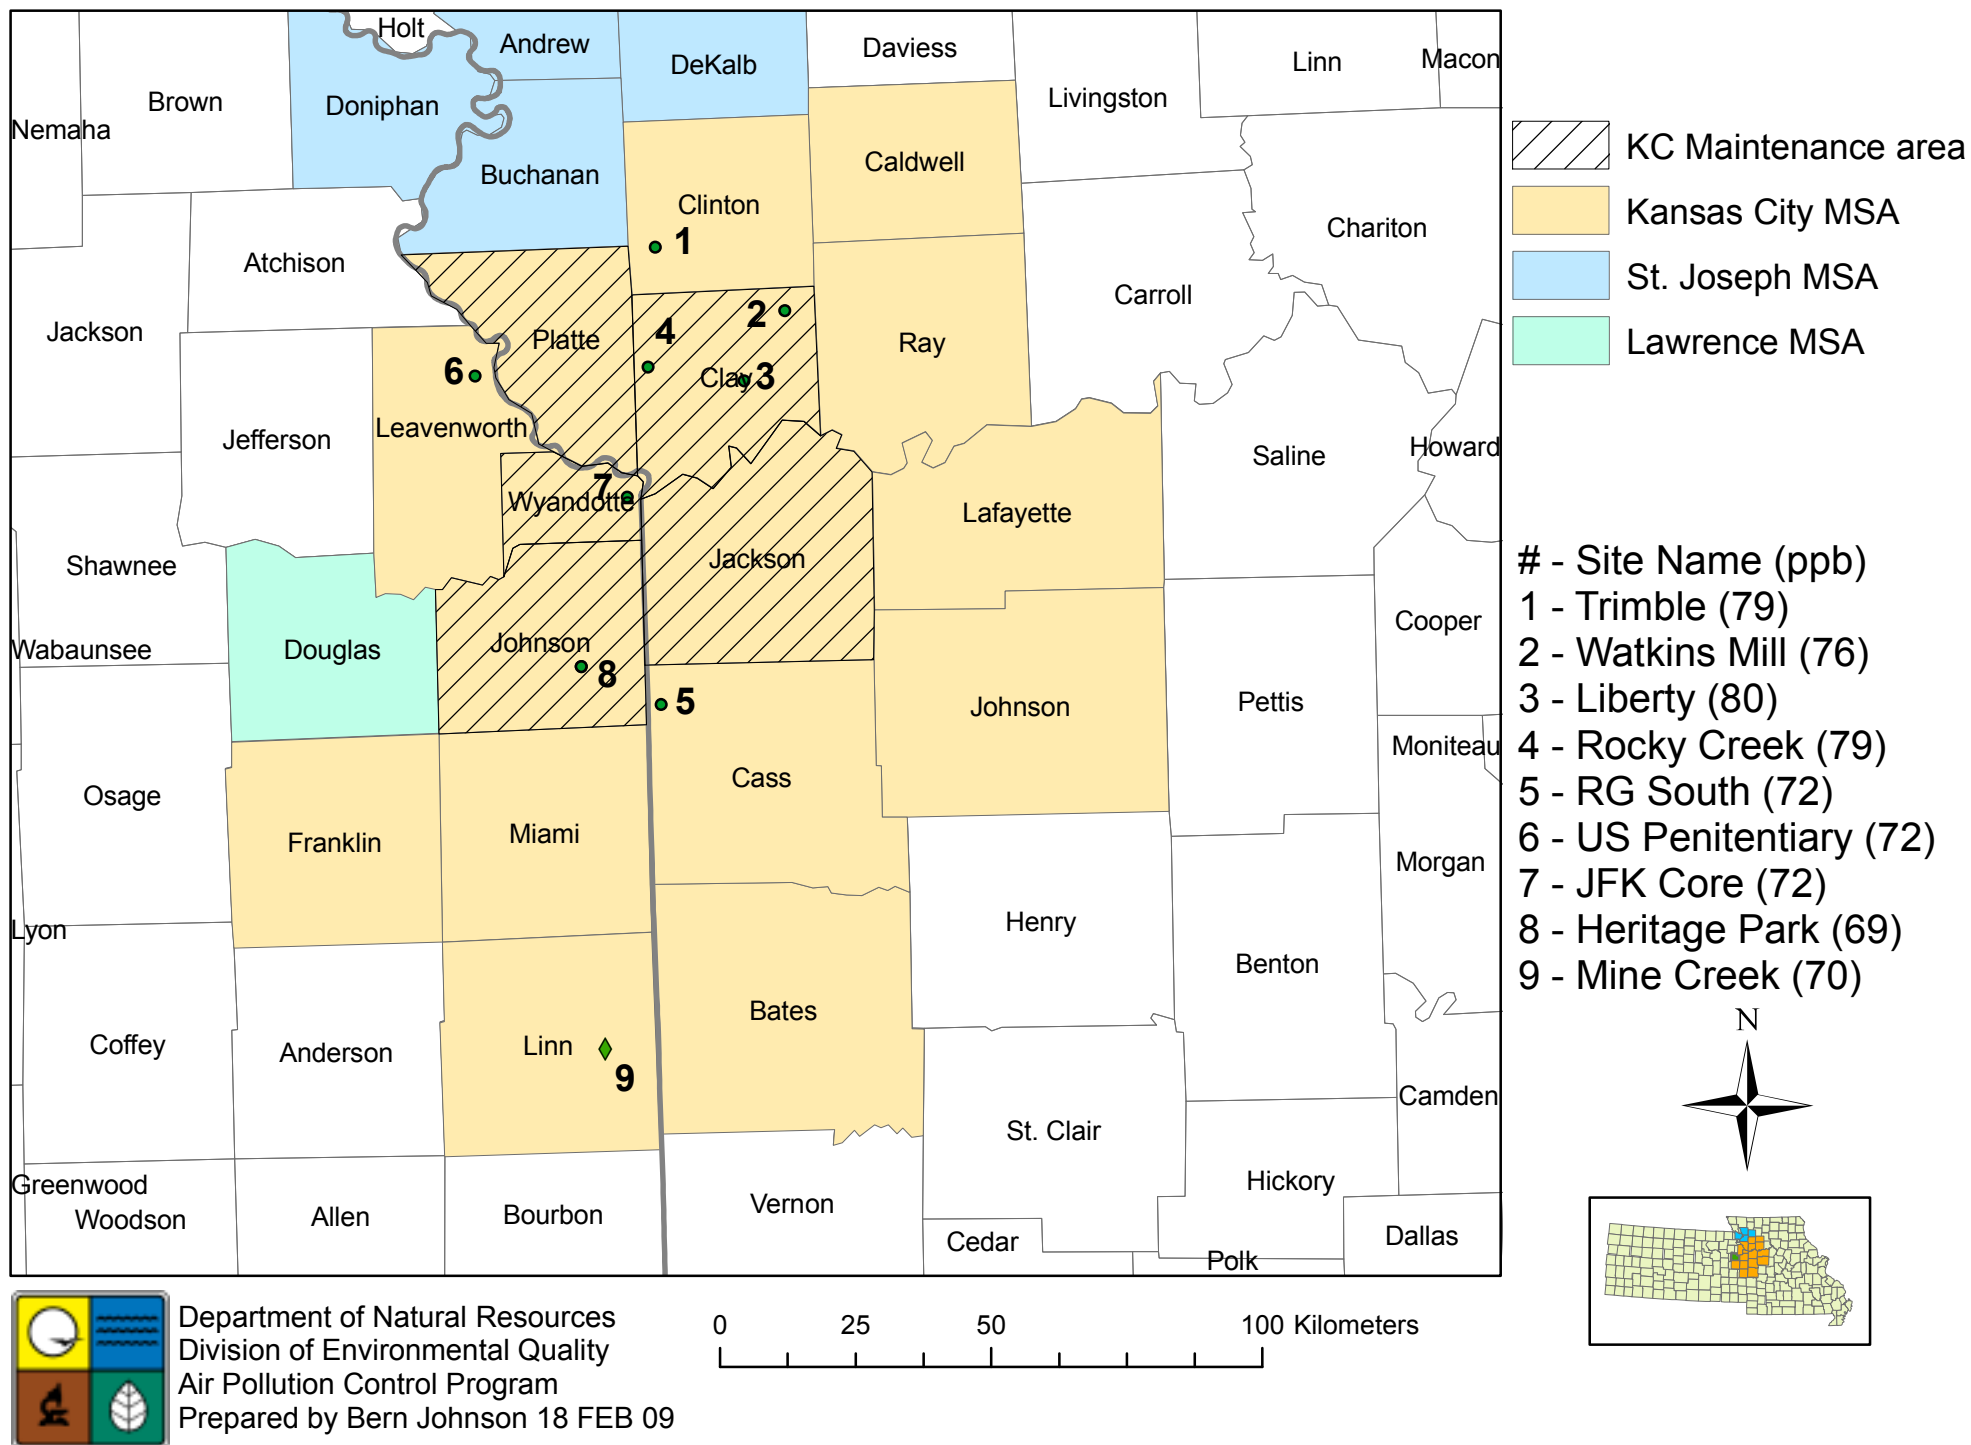 Holt
Andrew
DeKalb
Daviess
Linn
Macon
Brown
Doniphan
Livingston
Nemaha
Buchanan
Caldwell
Clinton
1
Chariton
Atchison
Carroll
Jackson
Platte
4
2
Clay
3
Ray
6
Leavenworth
Jefferson
Saline
Howard
7
Wyandotte
Lafayette
Shawnee
Jackson
Wabaunsee
Douglas
Johnson
8
5
Johnson
Pettis
Cooper
Moniteau
Osage
Cass
Franklin
Miami
Morgan
Lyon
Henry
Benton
Coffey
Anderson
Linn
9
Bates
Camden
St. Clair
Greenwood
Woodson
Allen
Bourbon
Vernon
Hickory
Cedar
Polk
Dallas
KC Maintenance area
Kansas City MSA
St. Joseph MSA
Lawrence MSA
# - Site Name (ppb)
1 - Trimble (79)
2 - Watkins Mill (76)
3 - Liberty (80)
4 - Rocky Creek (79)
5 - RG South (72)
6 - US Penitentiary (72)
7 - JFK Core (72)
8 - Heritage Park (69)
9 - Mine Creek (70)
N
Department of Natural Resources
Division of Environmental Quality
Air Pollution Control Program
Prepared by Bern Johnson 18 FEB 09
0 25 50 100 Kilometers